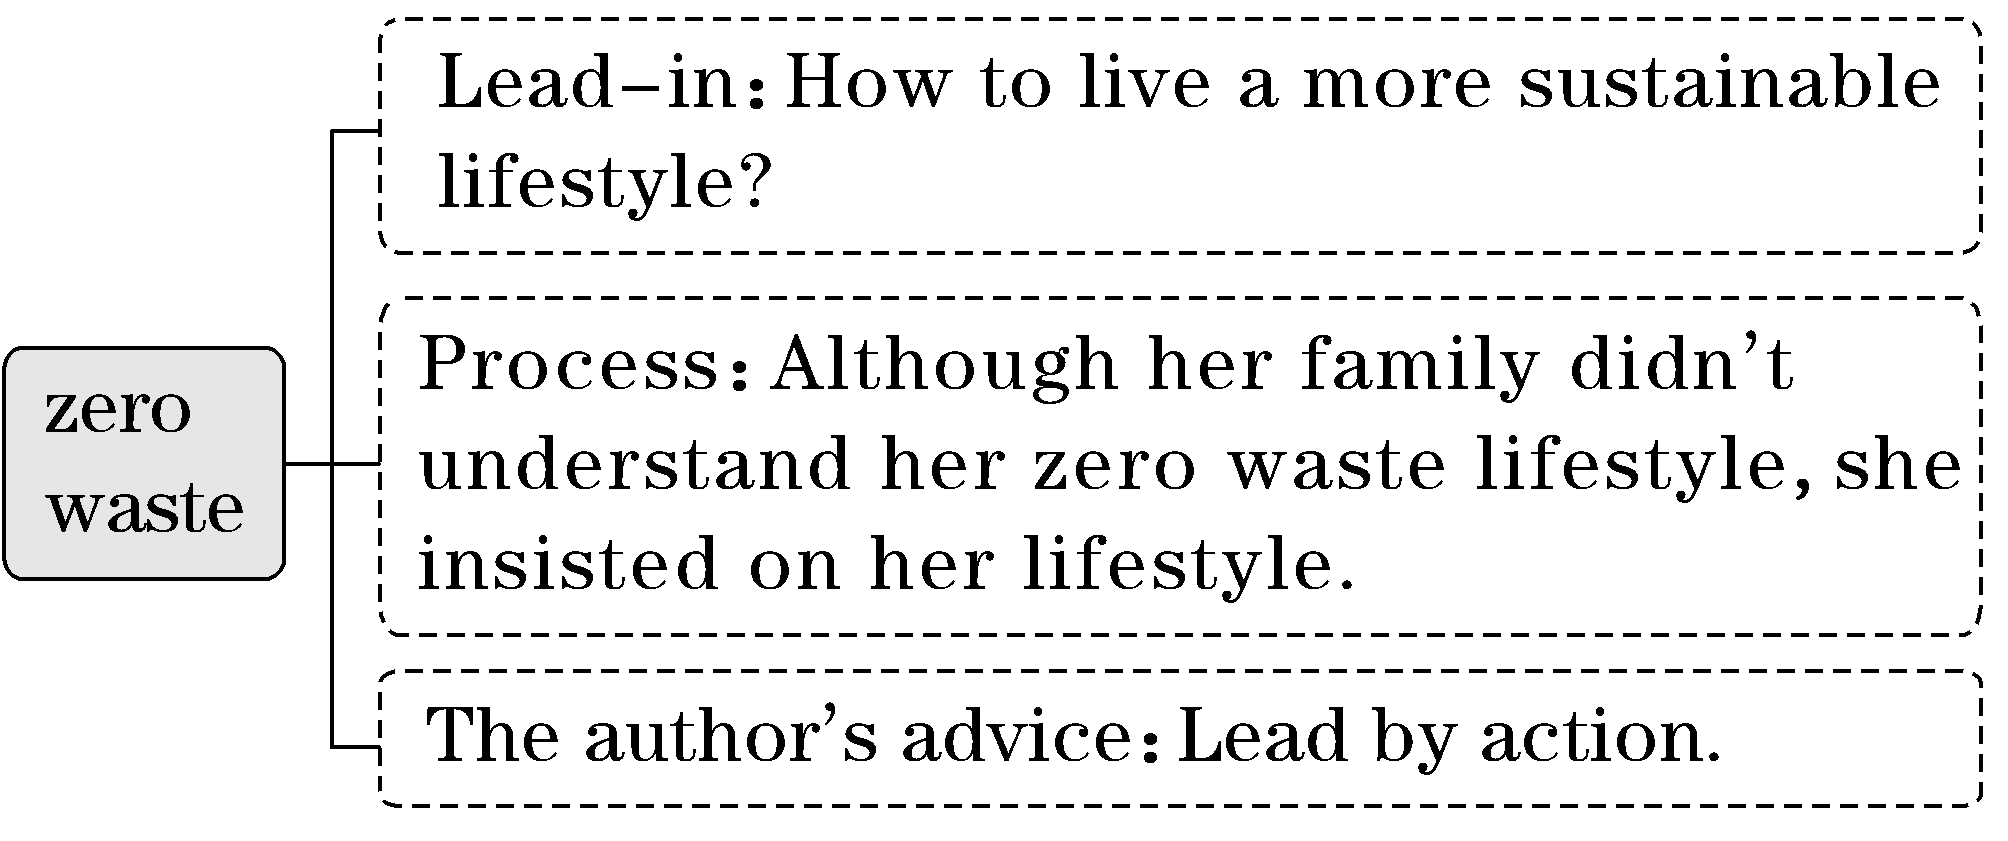 Lead-in: How to live a more sustainable
lifestyle?
zero
waste
Process: Although her family didn't
understand her zero waste lifestyle, she
insisted on her lifestyle.
The author's advice: Lead by action.